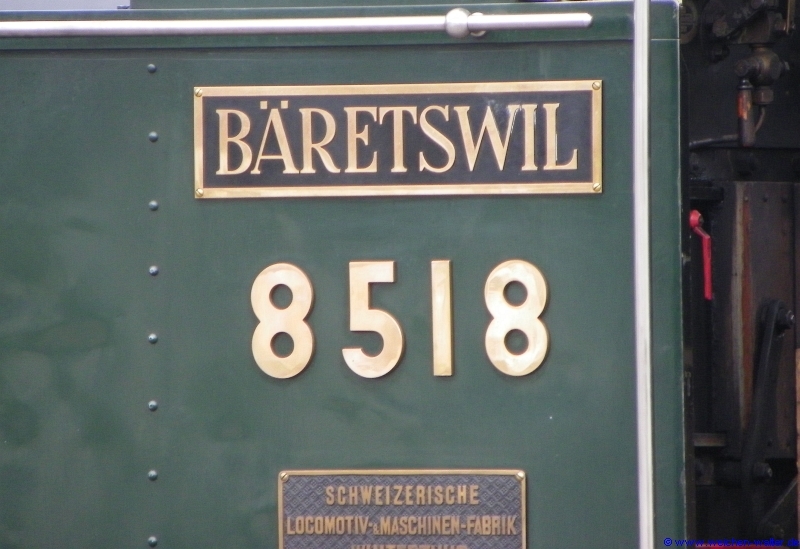 BÄRETSWIL
8518
SCHWEIZERISCHE
LOCOMOTIV-&MASCHINEN-FABRIK